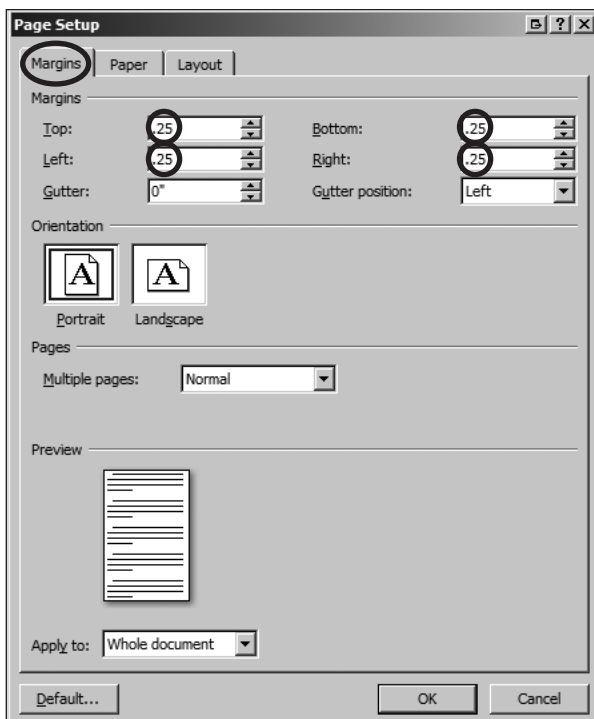 Page Setup
Margins Paper Layout
Margins
Top: .25 Bottom: .25
Left: .25 Right: .25
Gutter: 0" Gutter position: Left
Orientation
A A
Portrait Landscape
Pages
Multiple pages: Normal
Preview
Apply to: Whole document
Default... OK Cancel